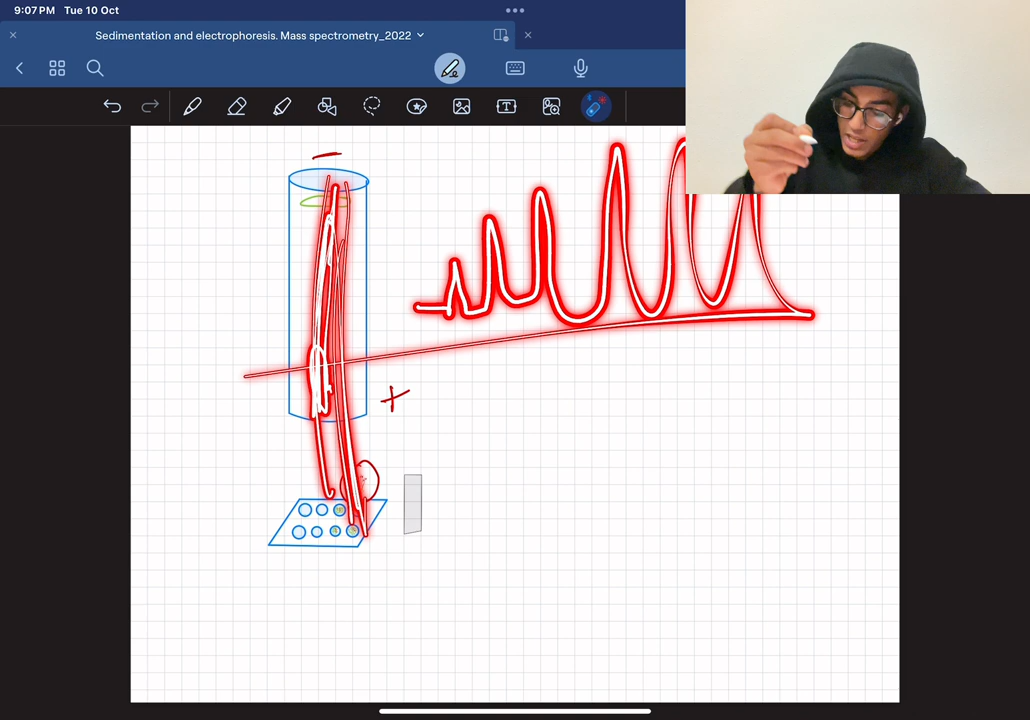 9:07 PM Tue 10 Oct
Sedimentation and electrophoresis. Mass spectrometry_2022
T
−
+